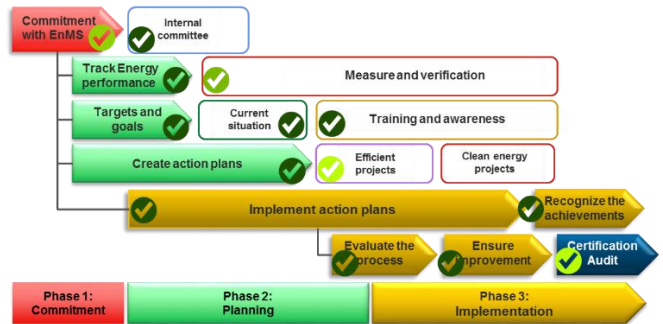 Commitment
with EnMS
Internal
committee
Track Energy
performance
Measure and verification
Targets and
goals
Current
situation
Training and awareness
Create action plans
Efficient
projects
Clean energy
projects
Implement action plans
Recognize the
achievements
Evaluate the
process
Ensure
improvement
Certification
Audit
Phase 1:
Commitment
Phase 2:
Planning
Phase 3:
Implementation